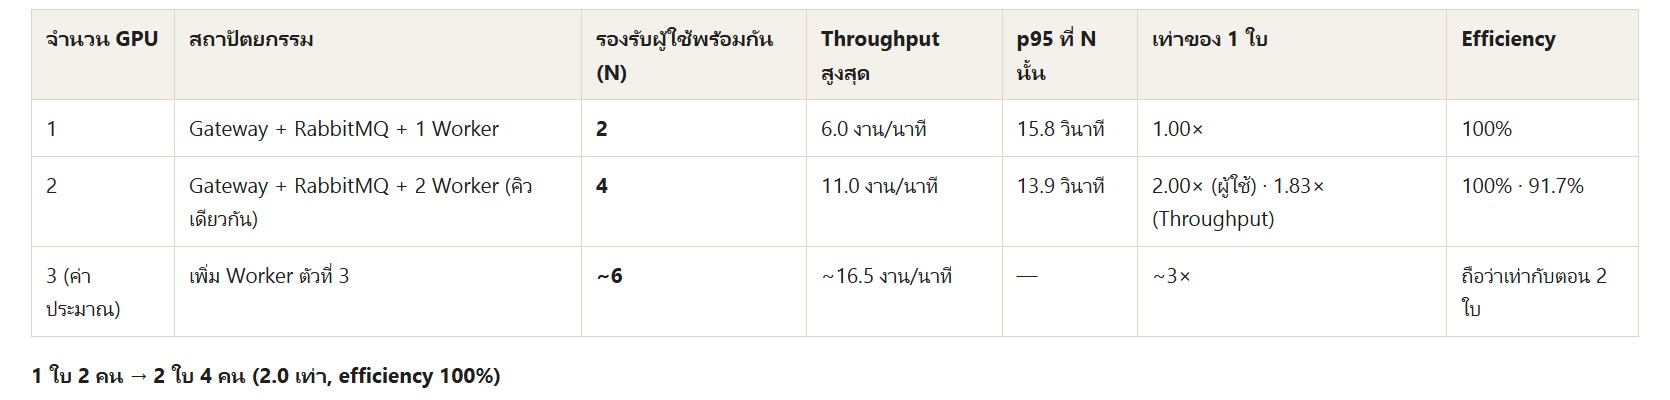 จำนวน GPU
สถาปัตยกรรม
รองรับผู้ใช้พร้อมกัน
(N)
Throughput
สูงสุด
p95 ที่ N
นั้น
เท่าของ 1 ใบ
Efficiency
1
Gateway + RabbitMQ + 1 Worker
2
6.0 งาน/นาที
15.8 วินาที
1.00×
100%
2
Gateway + RabbitMQ + 2 Worker (คิว
เดียวกัน)
4
11.0 งาน/นาที
13.9 วินาที
2.00× (ผู้ใช้) · 1.83×
(Throughput)
100% · 91.7%
3 (ค่า
ประมาณ)
เพิ่ม Worker ตัวที่ 3
~6
~16.5 งาน/นาที
—
~3×
ถือว่าเท่ากับตอน 2
ใบ
1 ใบ 2 คน → 2 ใบ 4 คน (2.0 เท่า, efficiency 100%)